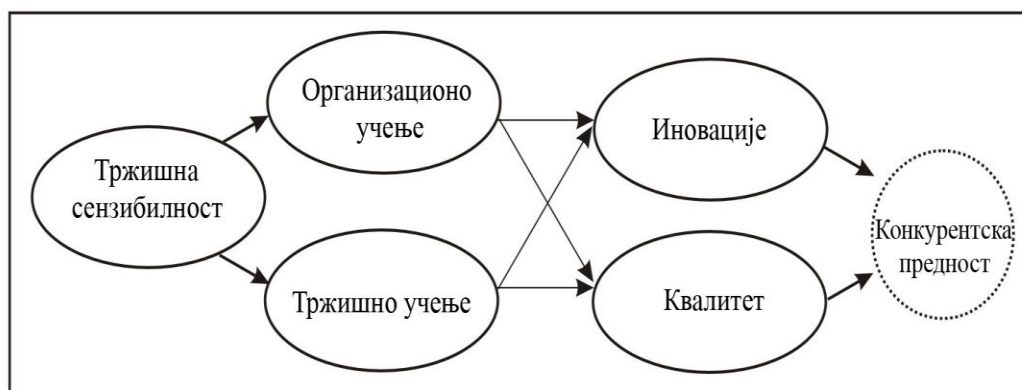 Тржишна
сензибилност
Организационо
учење
Тржишно учење
Иновације
Квалитет
Конкурентска
предност